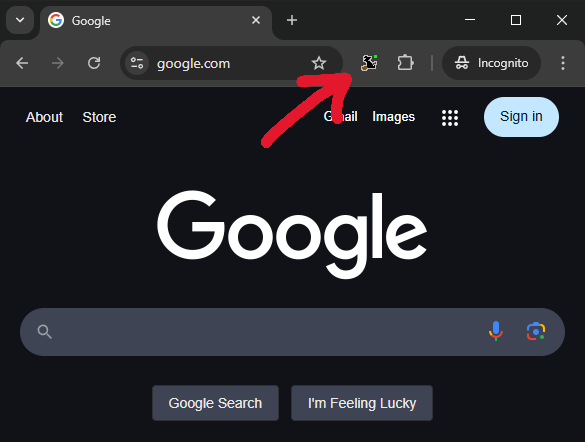 Google
google.com
Incognito
About
Store
Gmail
Images
Sign in
Google
Google Search
I'm Feeling Lucky